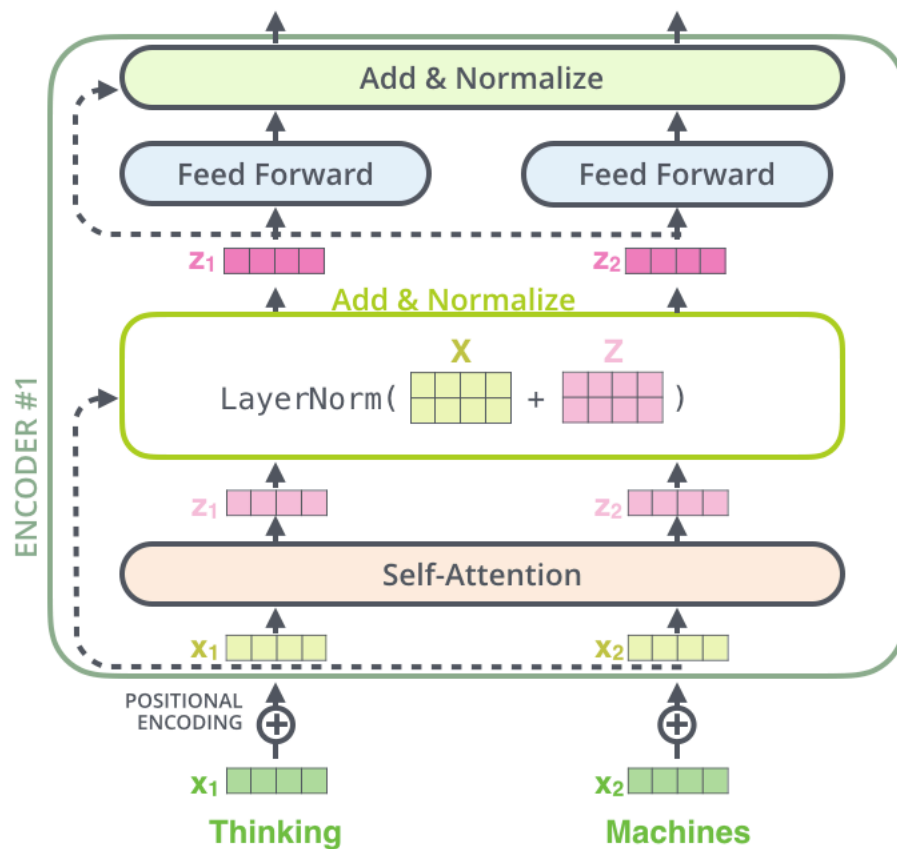 Add & Normalize
Feed Forward Feed Forward
z1 z2
Add & Normalize
X Z
LayerNorm( + )
ENCODER #1
z1 z2
Self-Attention
x1 x2
POSITIONAL
ENCODING
x1 x2
Thinking Machines